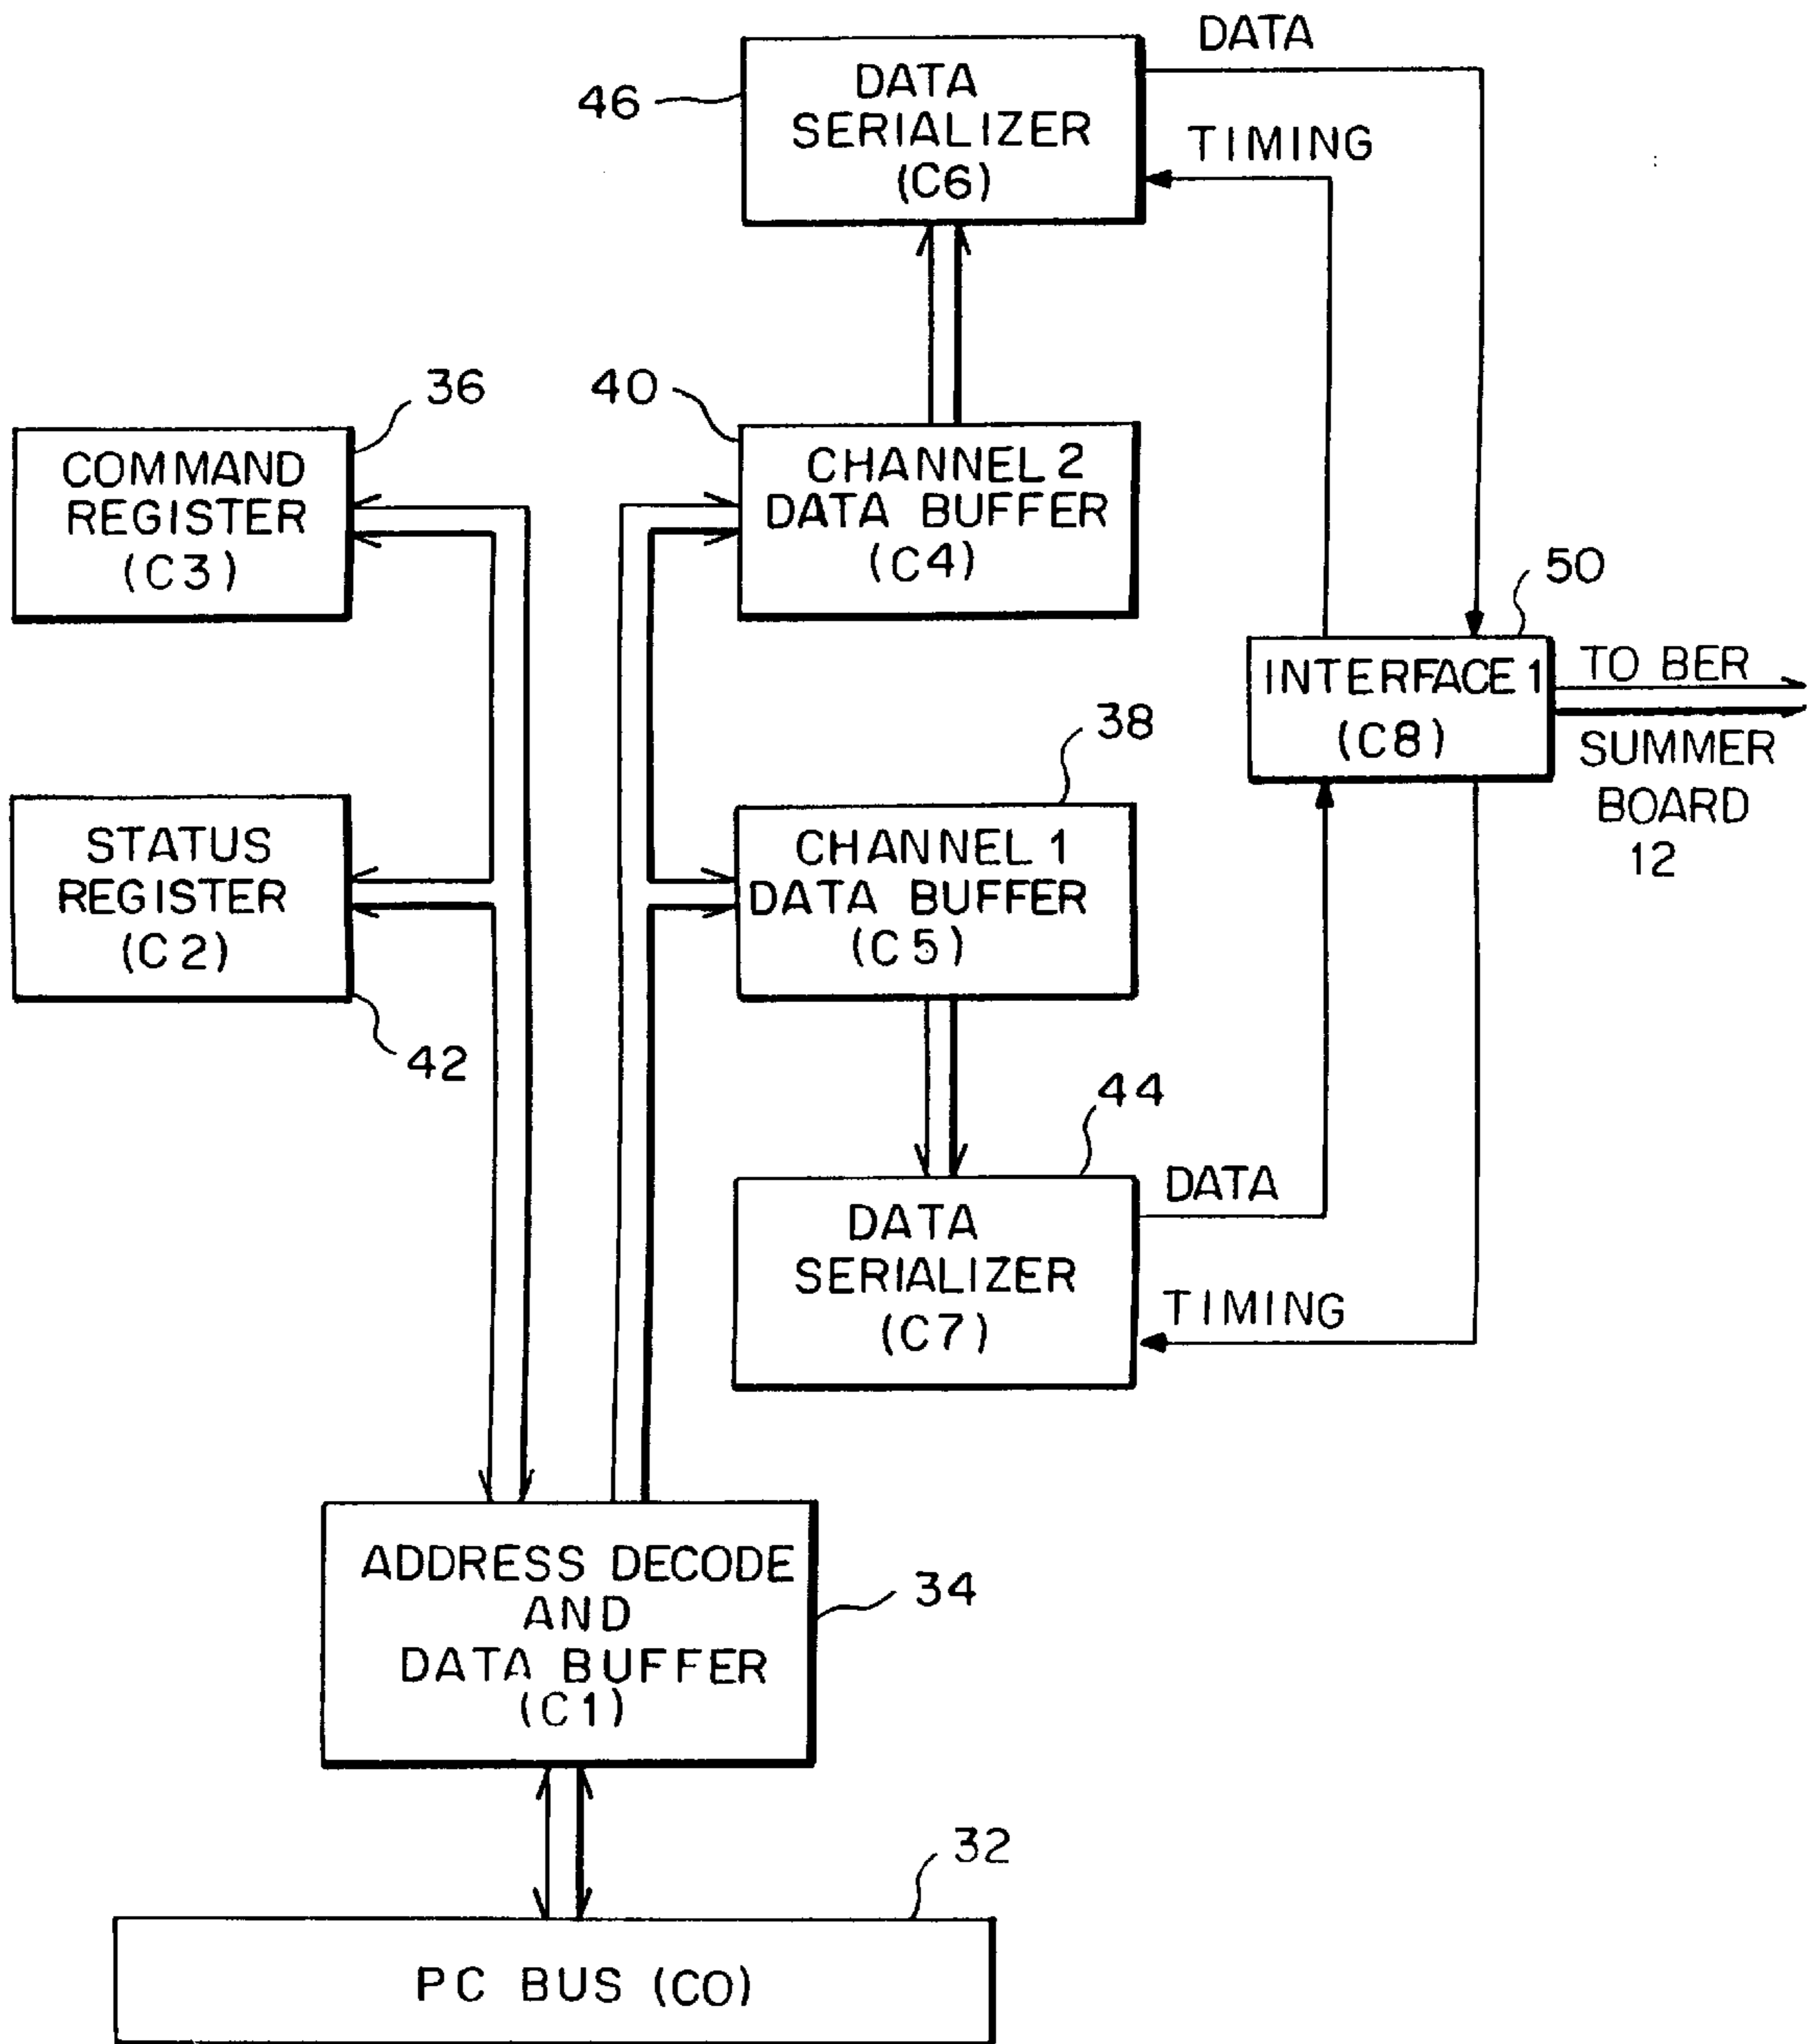 DATA
46
DATA
SERIALIZER
(C6)
TIMING
36
COMMAND
REGISTER
(C3)
40
CHANNEL 2
DATA BUFFER
(C4)
50
INTERFACE 1
(C8)
TO BER
SUMMER
BOARD
12
38
STATUS
REGISTER
(C2)
42
CHANNEL 1
DATA BUFFER
(C5)
44
DATA
SERIALIZER
(C7)
DATA
TIMING
ADDRESS DECODE
AND
DATA BUFFER
(C1)
34
32
PC BUS (CO)